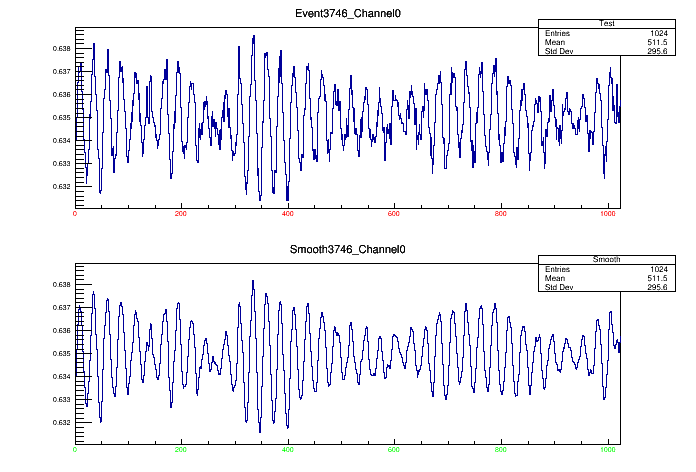 Event3746_Channel0
Test
Entries 1024
Mean 511.5
Std Dev 295.6
0.638
0.637
0.636
0.635
0.634
0.633
0.632
0 200 400 600 800 1000
Smooth3746_Channel0
Smooth
Entries 1024
Mean 511.5
Std Dev 295.6
0.638
0.637
0.636
0.635
0.634
0.633
0.632
0 200 400 600 800 1000